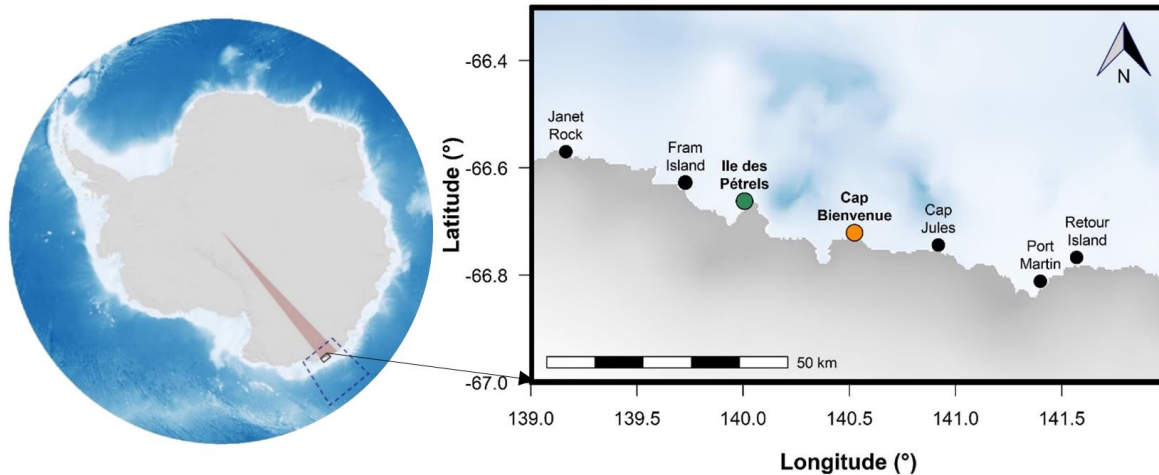 -66.4
-66.6
-66.8
-67.0
Latitude (°)
N
Janet
Rock
Fram
Island
Ile des
Pétrels
Cap
Bienvenue
Cap
Jules
Port
Martin
Retour
Island
50 km
139.0
139.5
140.0
140.5
141.0
141.5
Longitude (°)